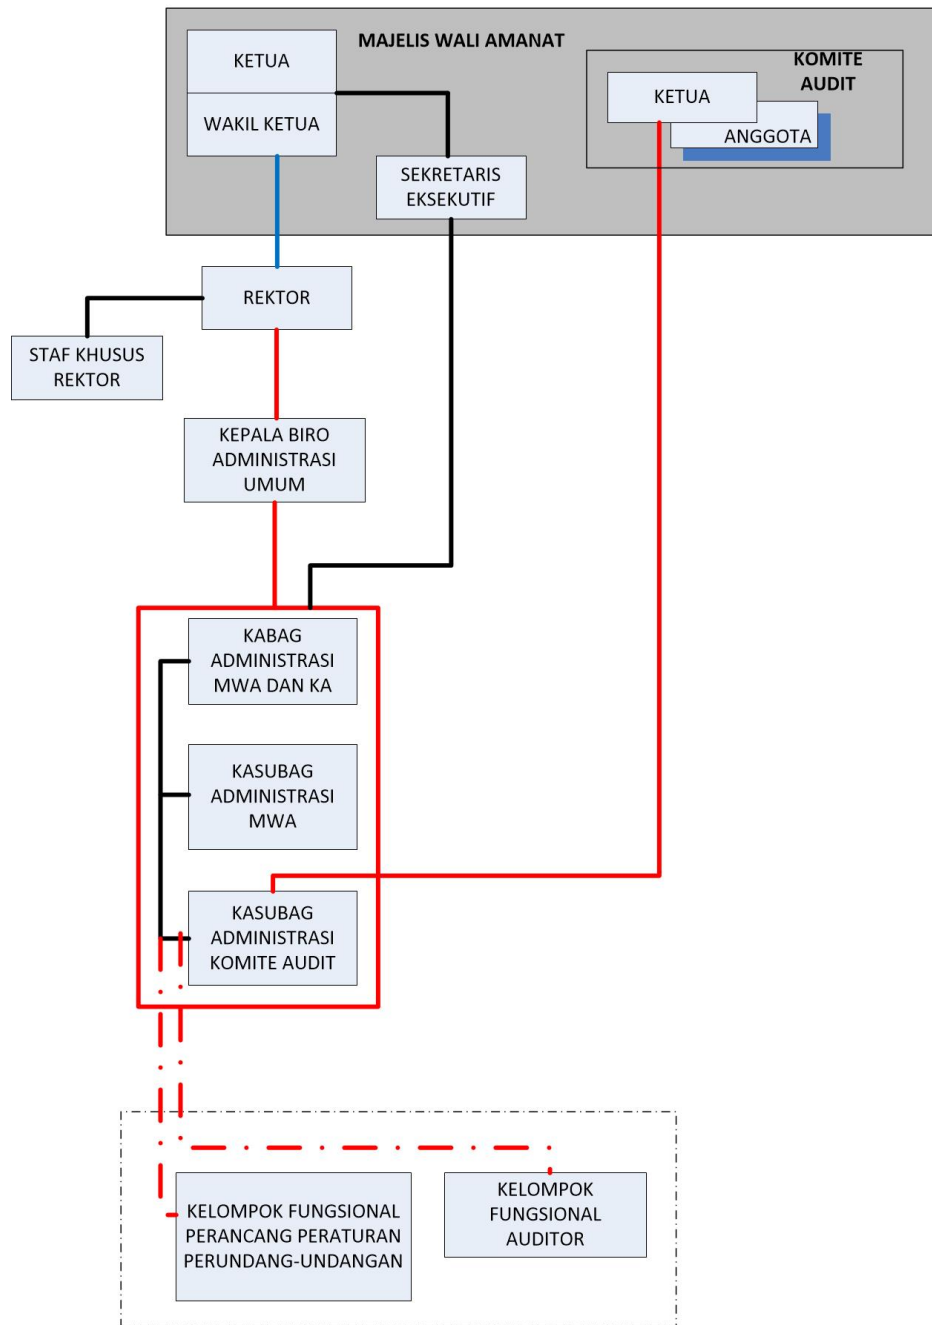 MAJELIS WALI AMANAT
KETUA
WAKIL KETUA
SEKRETARIS
EKSEKUTIF
KOMITE
AUDIT
KETUA
ANGGOTA
REKTOR
STAF KHUSUS
REKTOR
KEPALA BIRO
ADMINISTRASI
UMUM
KABAG
ADMINISTRASI
MWA DAN KA
KASUBAG
ADMINISTRASI
MWA
KASUBAG
ADMINISTRASI
KOMITE AUDIT
KELOMPOK FUNGSIONAL
PERANCANG PERATURAN
PERUNDANG-UNDANGAN
KELOMPOK
FUNGSIONAL
AUDITOR